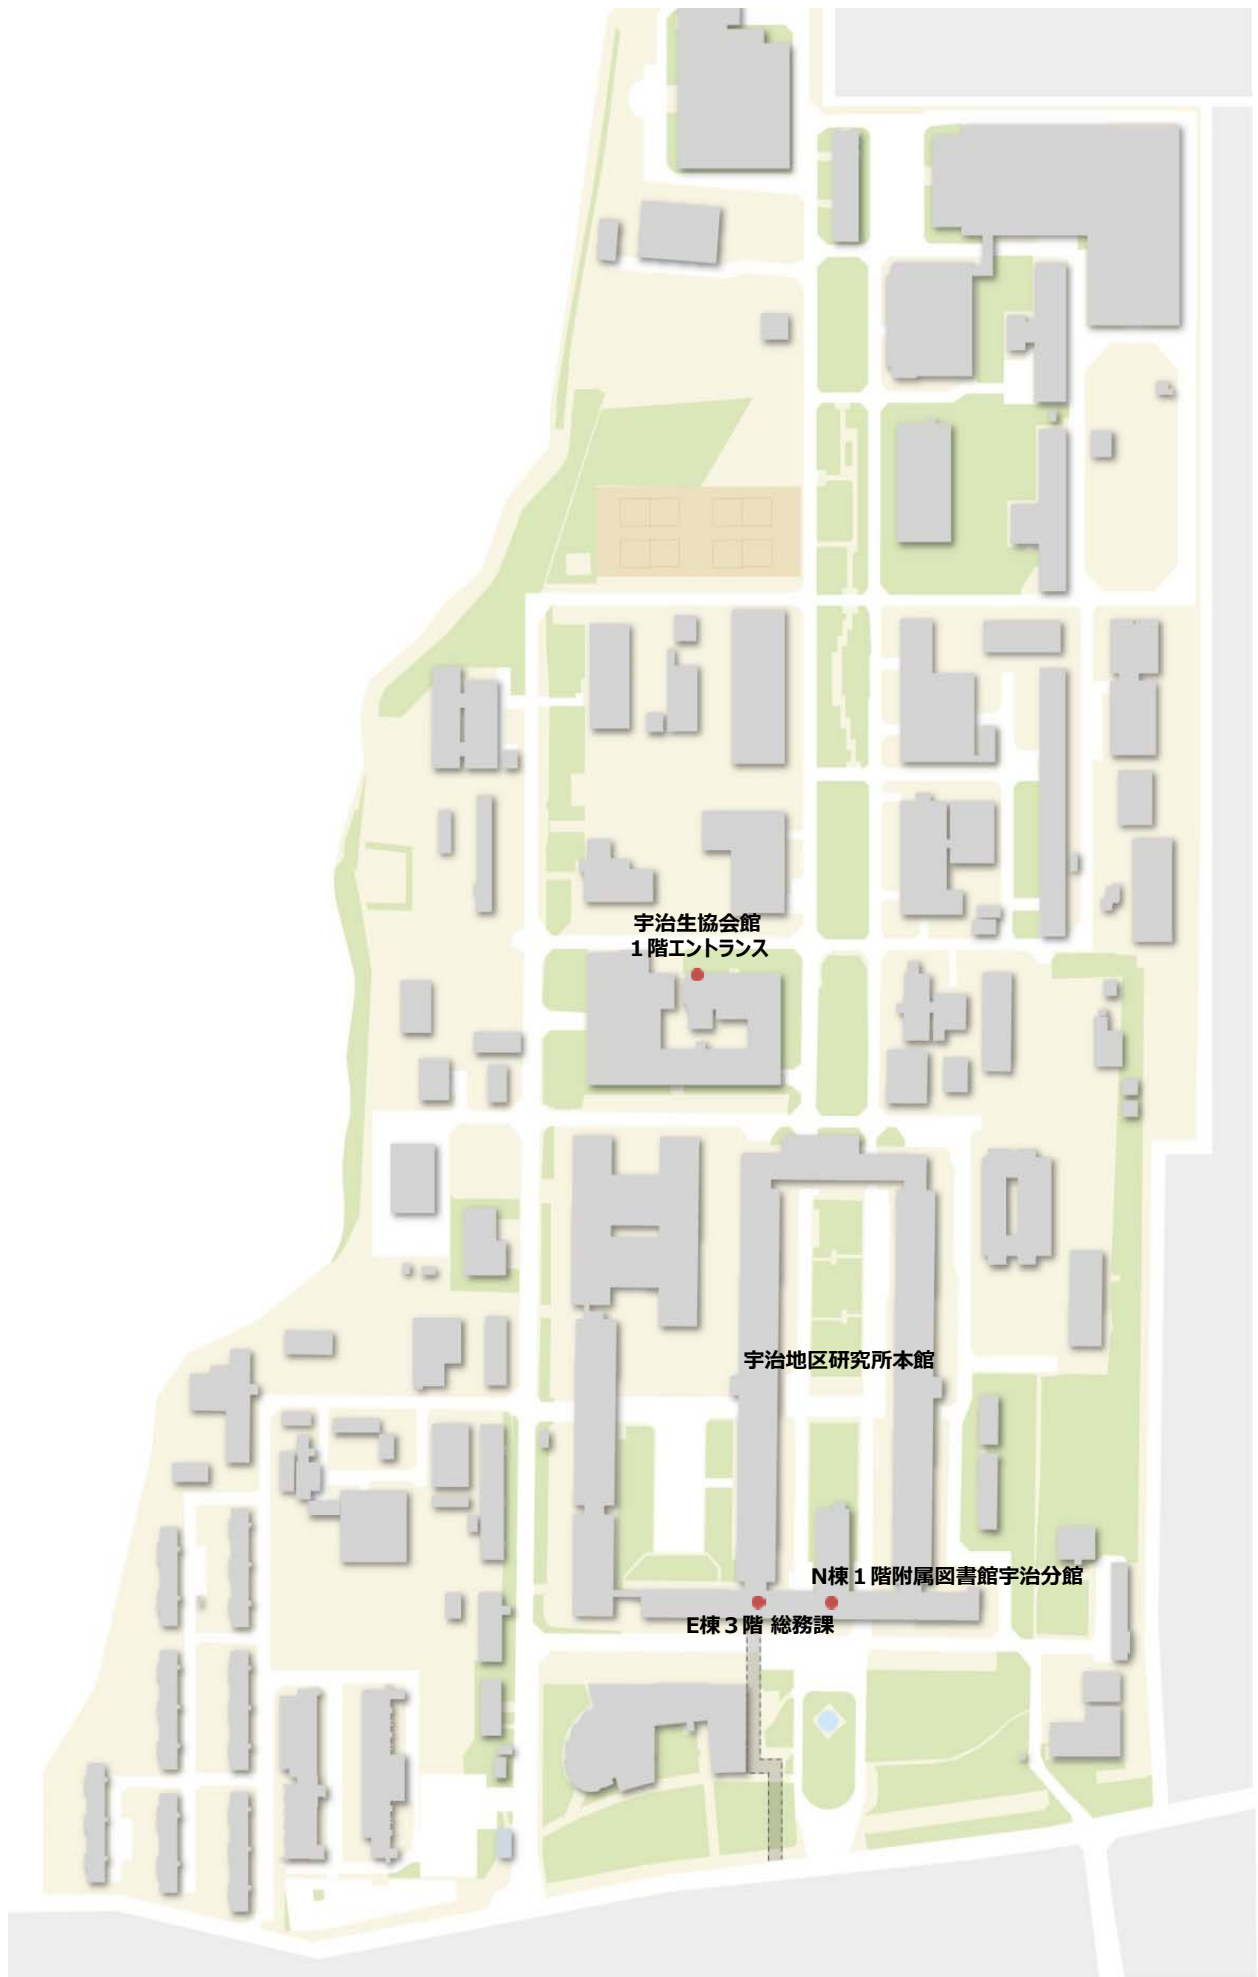 宇治生協会館
１階エントランス
宇治地区研究所本館
N棟１階附属図書館宇治分館
E棟３階 総務課